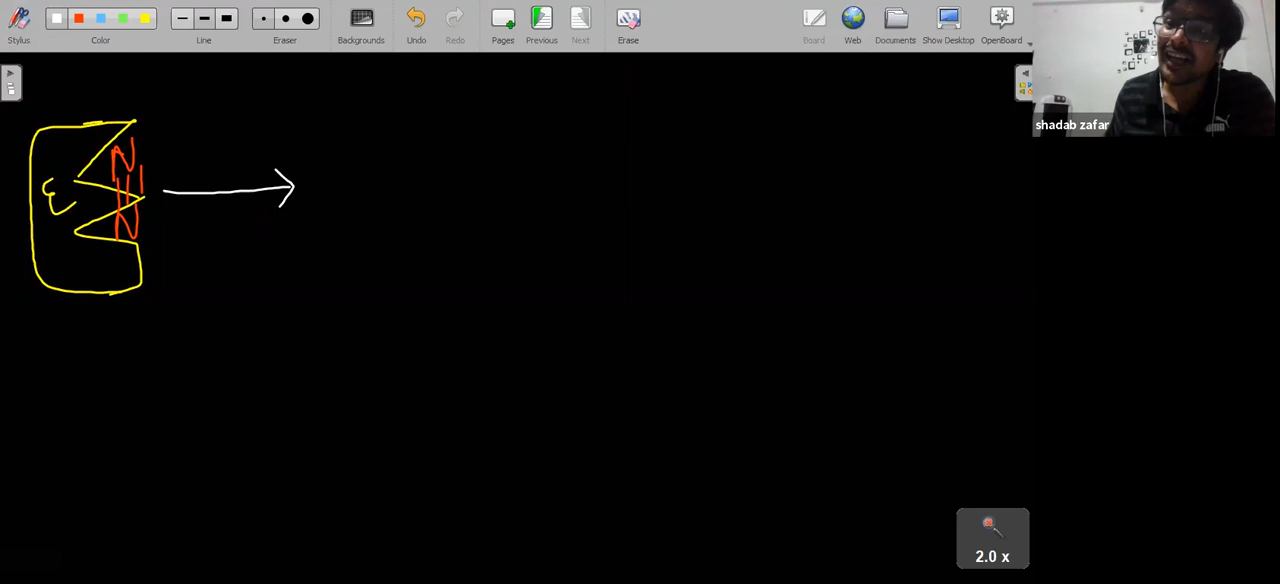 Stylus
Color
Line
Eraser
Backgrounds
Undo
Redo
Pages
Previous
Next
Erase
Board
Web
Documents
Show Desktop
OpenBoard
shadab zafar
2.0 x